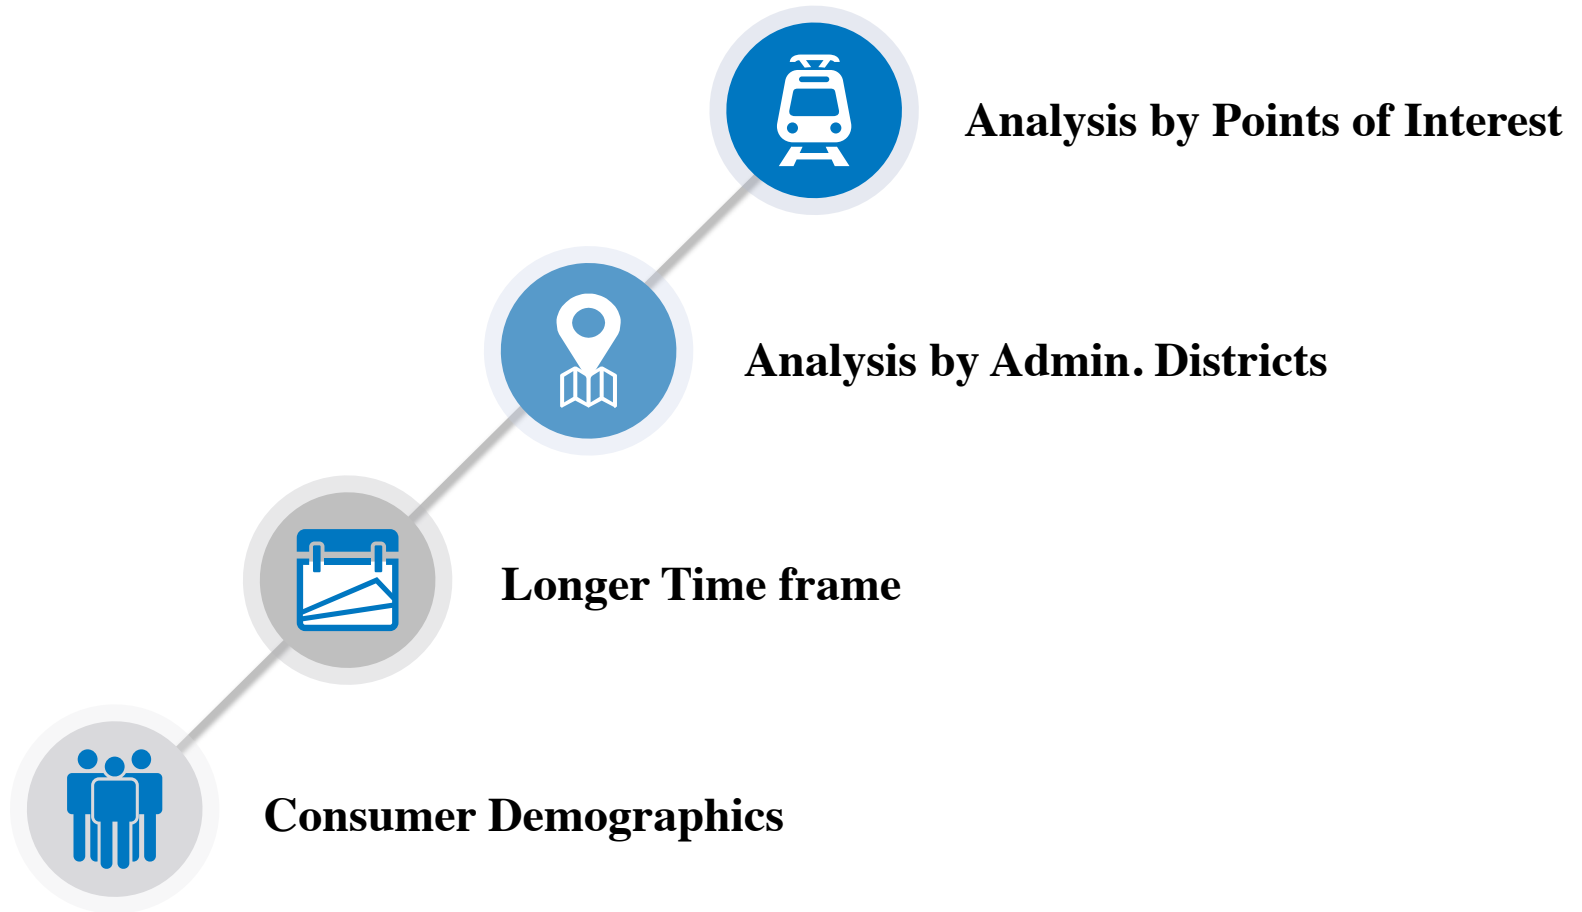 Analysis by Points of Interest
Analysis by Admin. Districts
Longer Time frame
Consumer Demographics